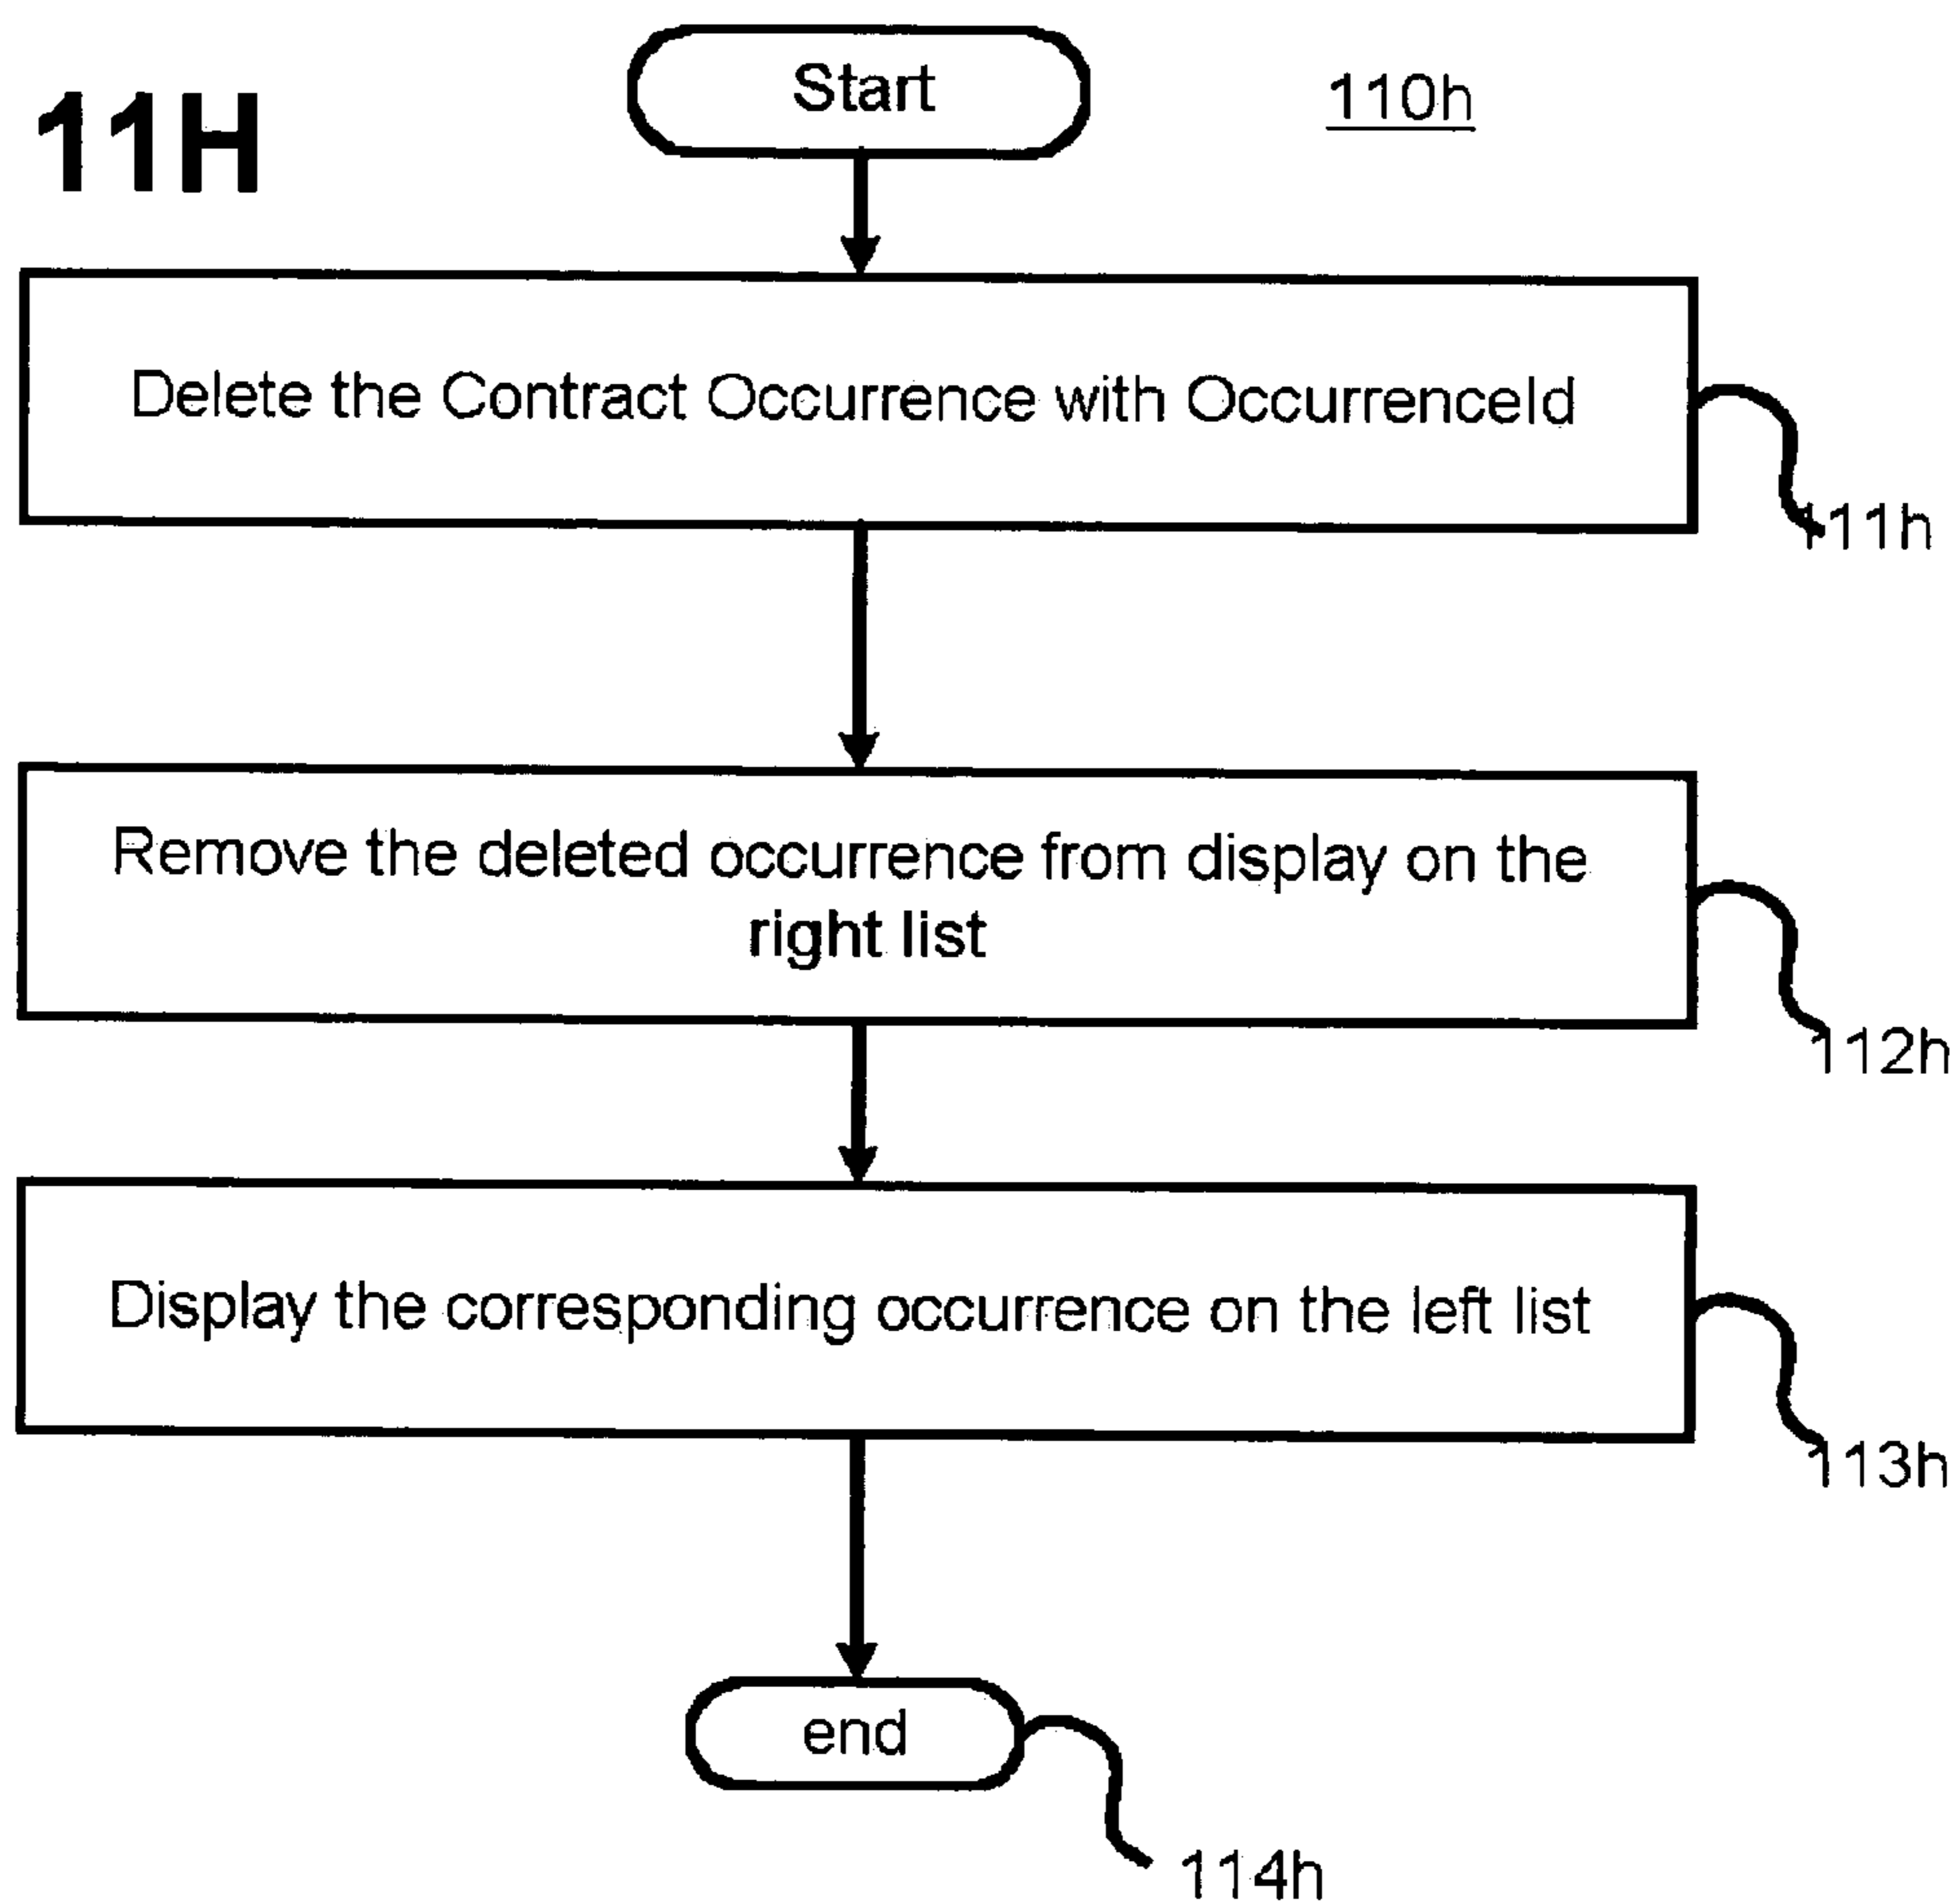 11H
Start
110h
Delete the Contract Occurrence with OccurrenceId
111h
Remove the deleted occurrence from display on the
right list
112h
Display the corresponding occurrence on the left list
113h
end
114h